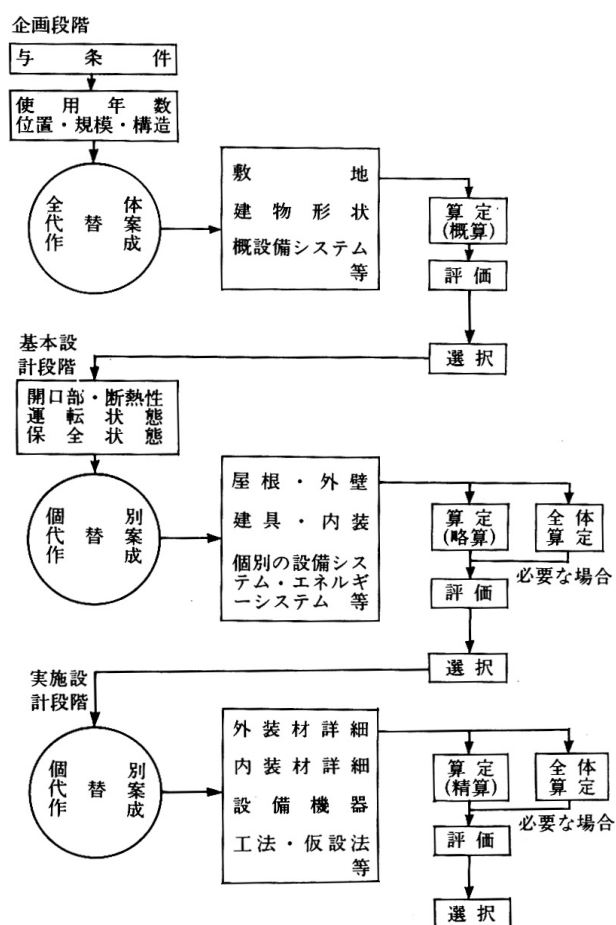 企画段階
与条件
使用年数
位置・規模・構造
全体
代替案
作成
敷地
建物形状
概設備システム
等
算定
(概算)
評価
選択
基本設
計段階
開口部・断熱性
運転状態
保全状態
個別
代替案
作成
屋根・外壁
建具・内装
個別の設備シス
テム・エネルギ
ーシステム 等
算定
(略算)
全体
算定
必要な場合
評価
選択
実施設
計段階
個別
代替案
作成
外装材詳細
内装材詳細
設備機器
工法・仮設法
等
算定
(精算)
全体
算定
必要な場合
評価
選択